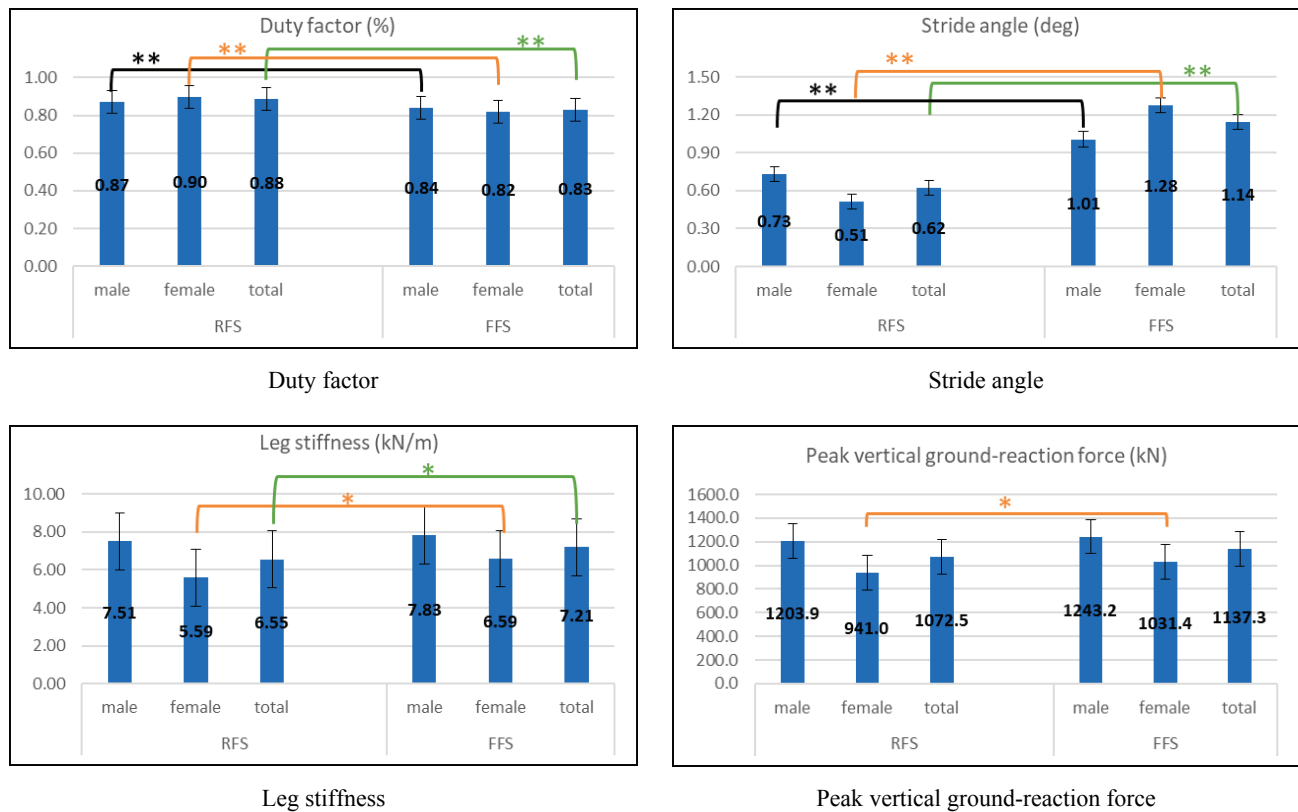 Duty factor (%)
** ** **
1.00
0.80
0.60
0.40
0.20
0.00
0.87 0.90 0.88 0.84 0.82 0.83
male female total male female total
RFS FFS
Duty factor
Stride angle (deg)
** ** **
1.50
1.20
0.90
0.60
0.30
0.00
0.73 0.51 0.62 1.01 1.28 1.14
male female total male female total
RFS FFS
Stride angle
Leg stiffness (kN/m)
* *
10.00
8.00
6.00
4.00
2.00
0.00
7.51 5.59 6.55 7.83 6.59 7.21
male female total male female total
RFS FFS
Leg stiffness
Peak vertical ground-reaction force (kN)
*
1600.0
1400.0
1200.0
1000.0
800.0
600.0
400.0
200.0
0.0
1203.9 941.0 1072.5 1243.2 1031.4 1137.3
male female total male female total
RFS FFS
Peak vertical ground-reaction force